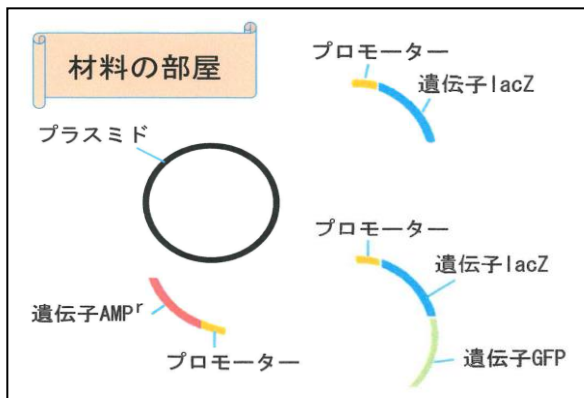 材料の部屋
プロモーター
遺伝子lacZ
プラスミド
プロモーター
遺伝子lacZ
遺伝子AMPr
プロモーター
遺伝子GFP